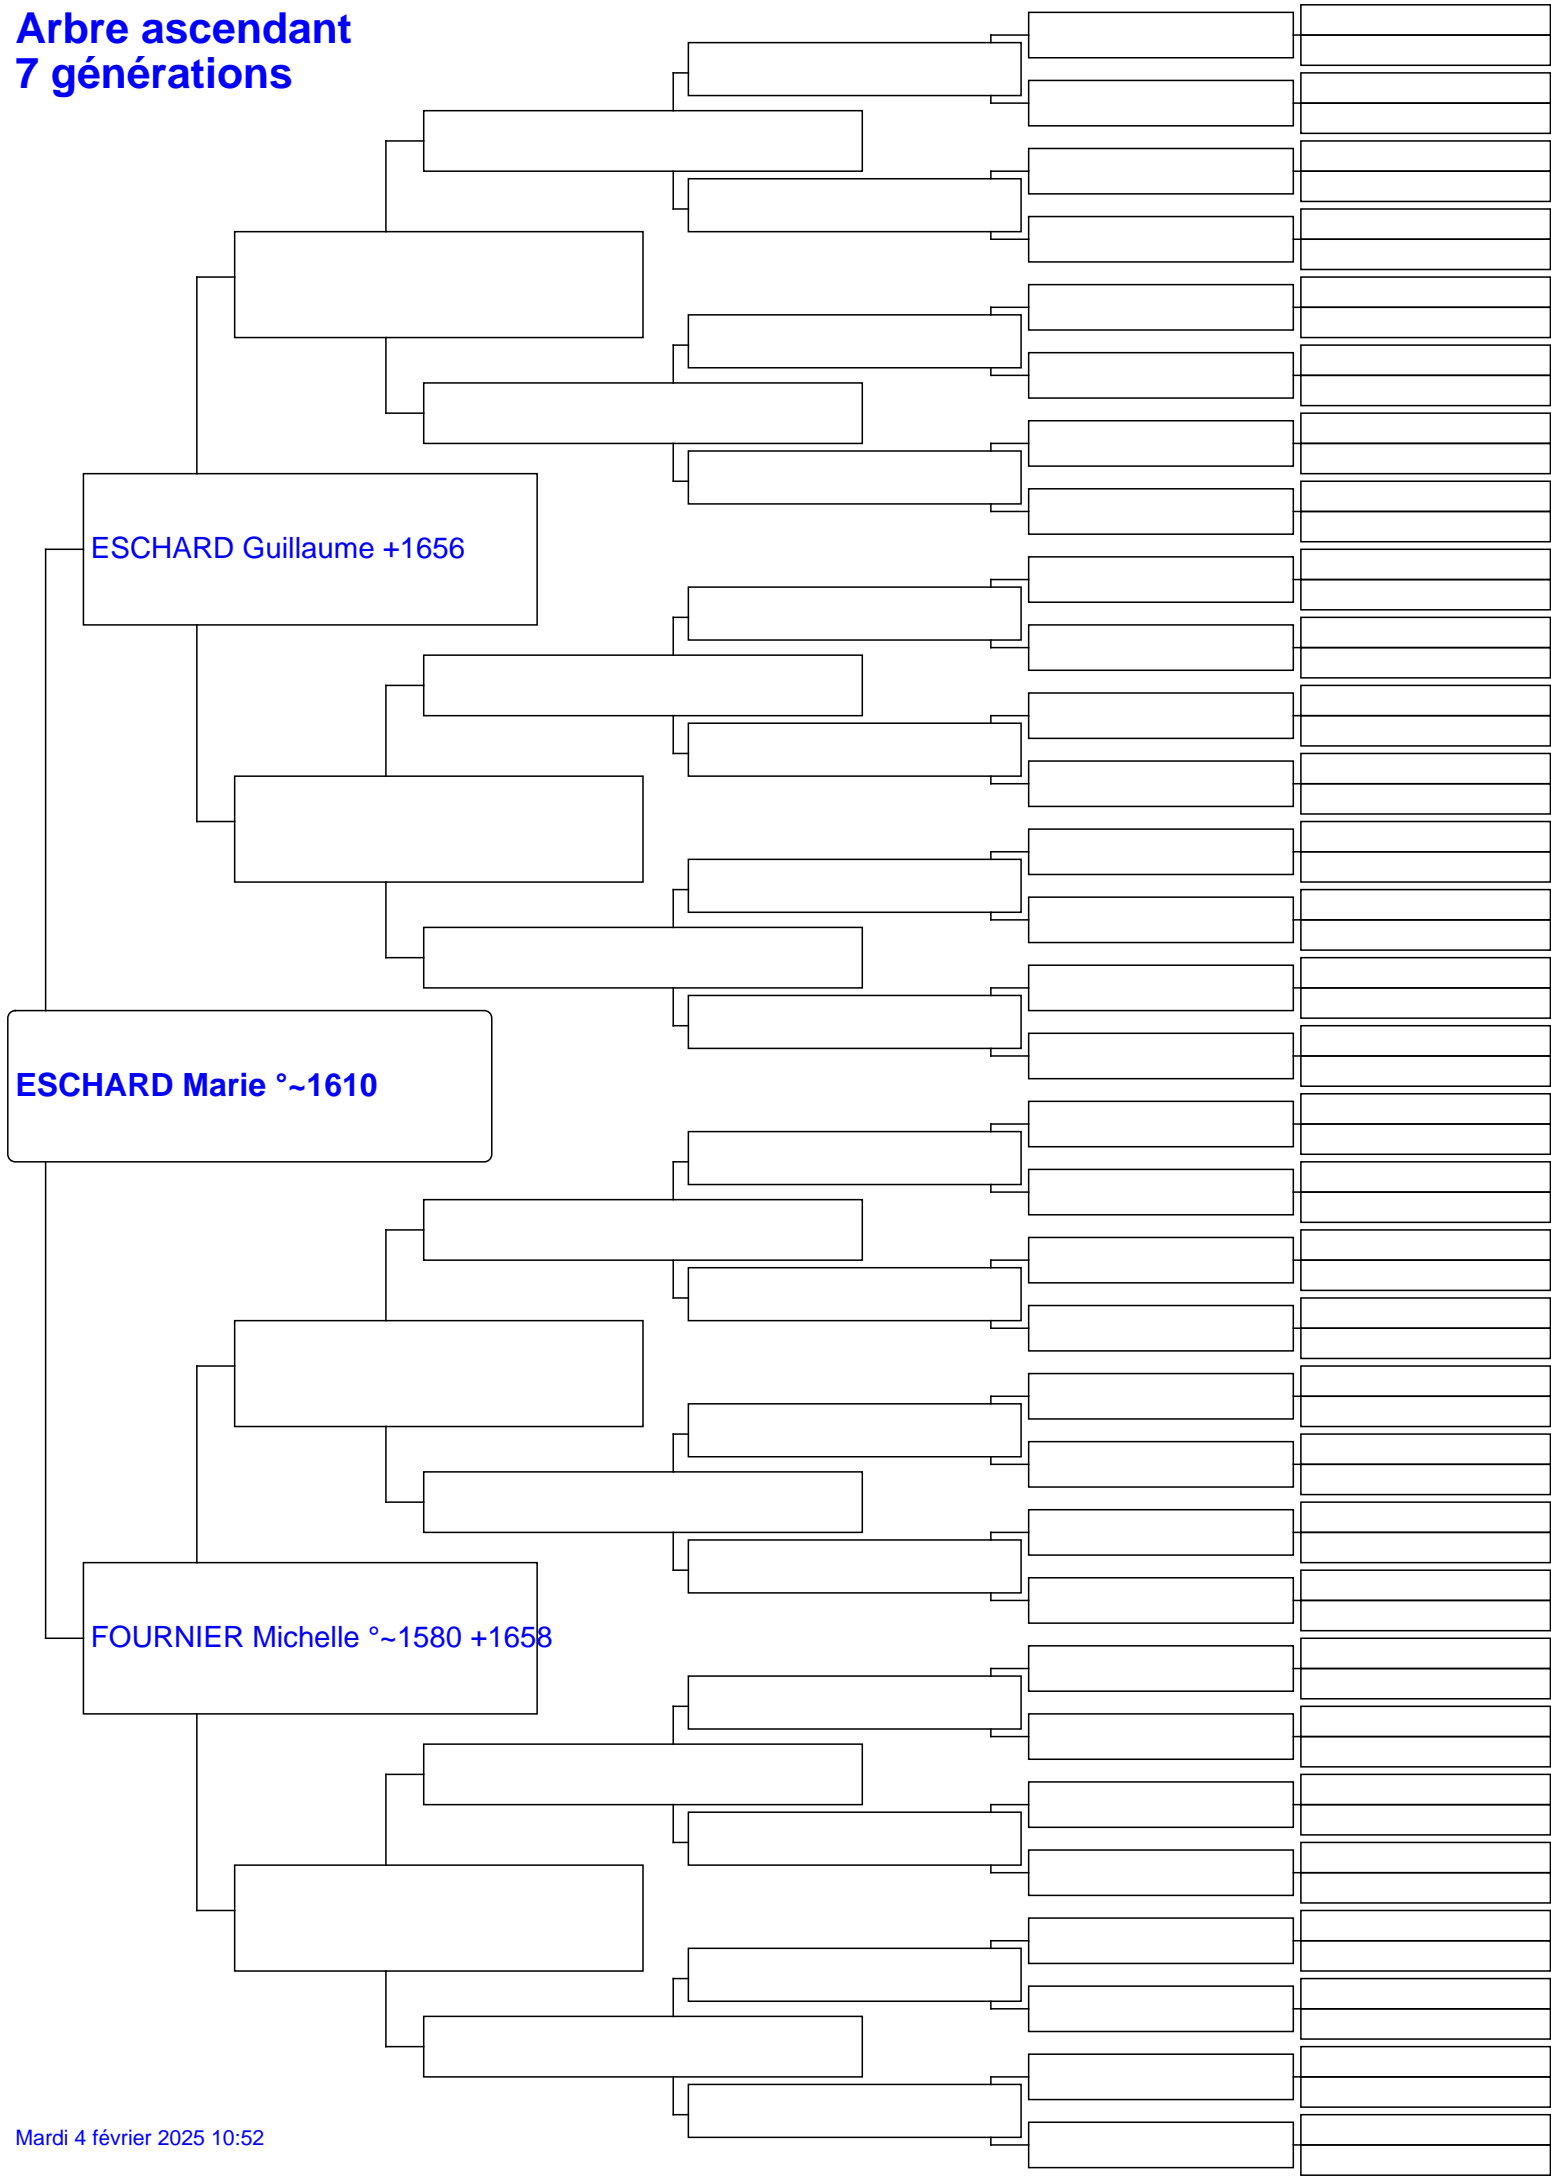 Arbre ascendant
7 générations
ESCHARD Guillaume +1656
ESCHARD Marie °~1610
FOURNIER Michelle °~1580 +1658
Mardi 4 février 2025 10:52